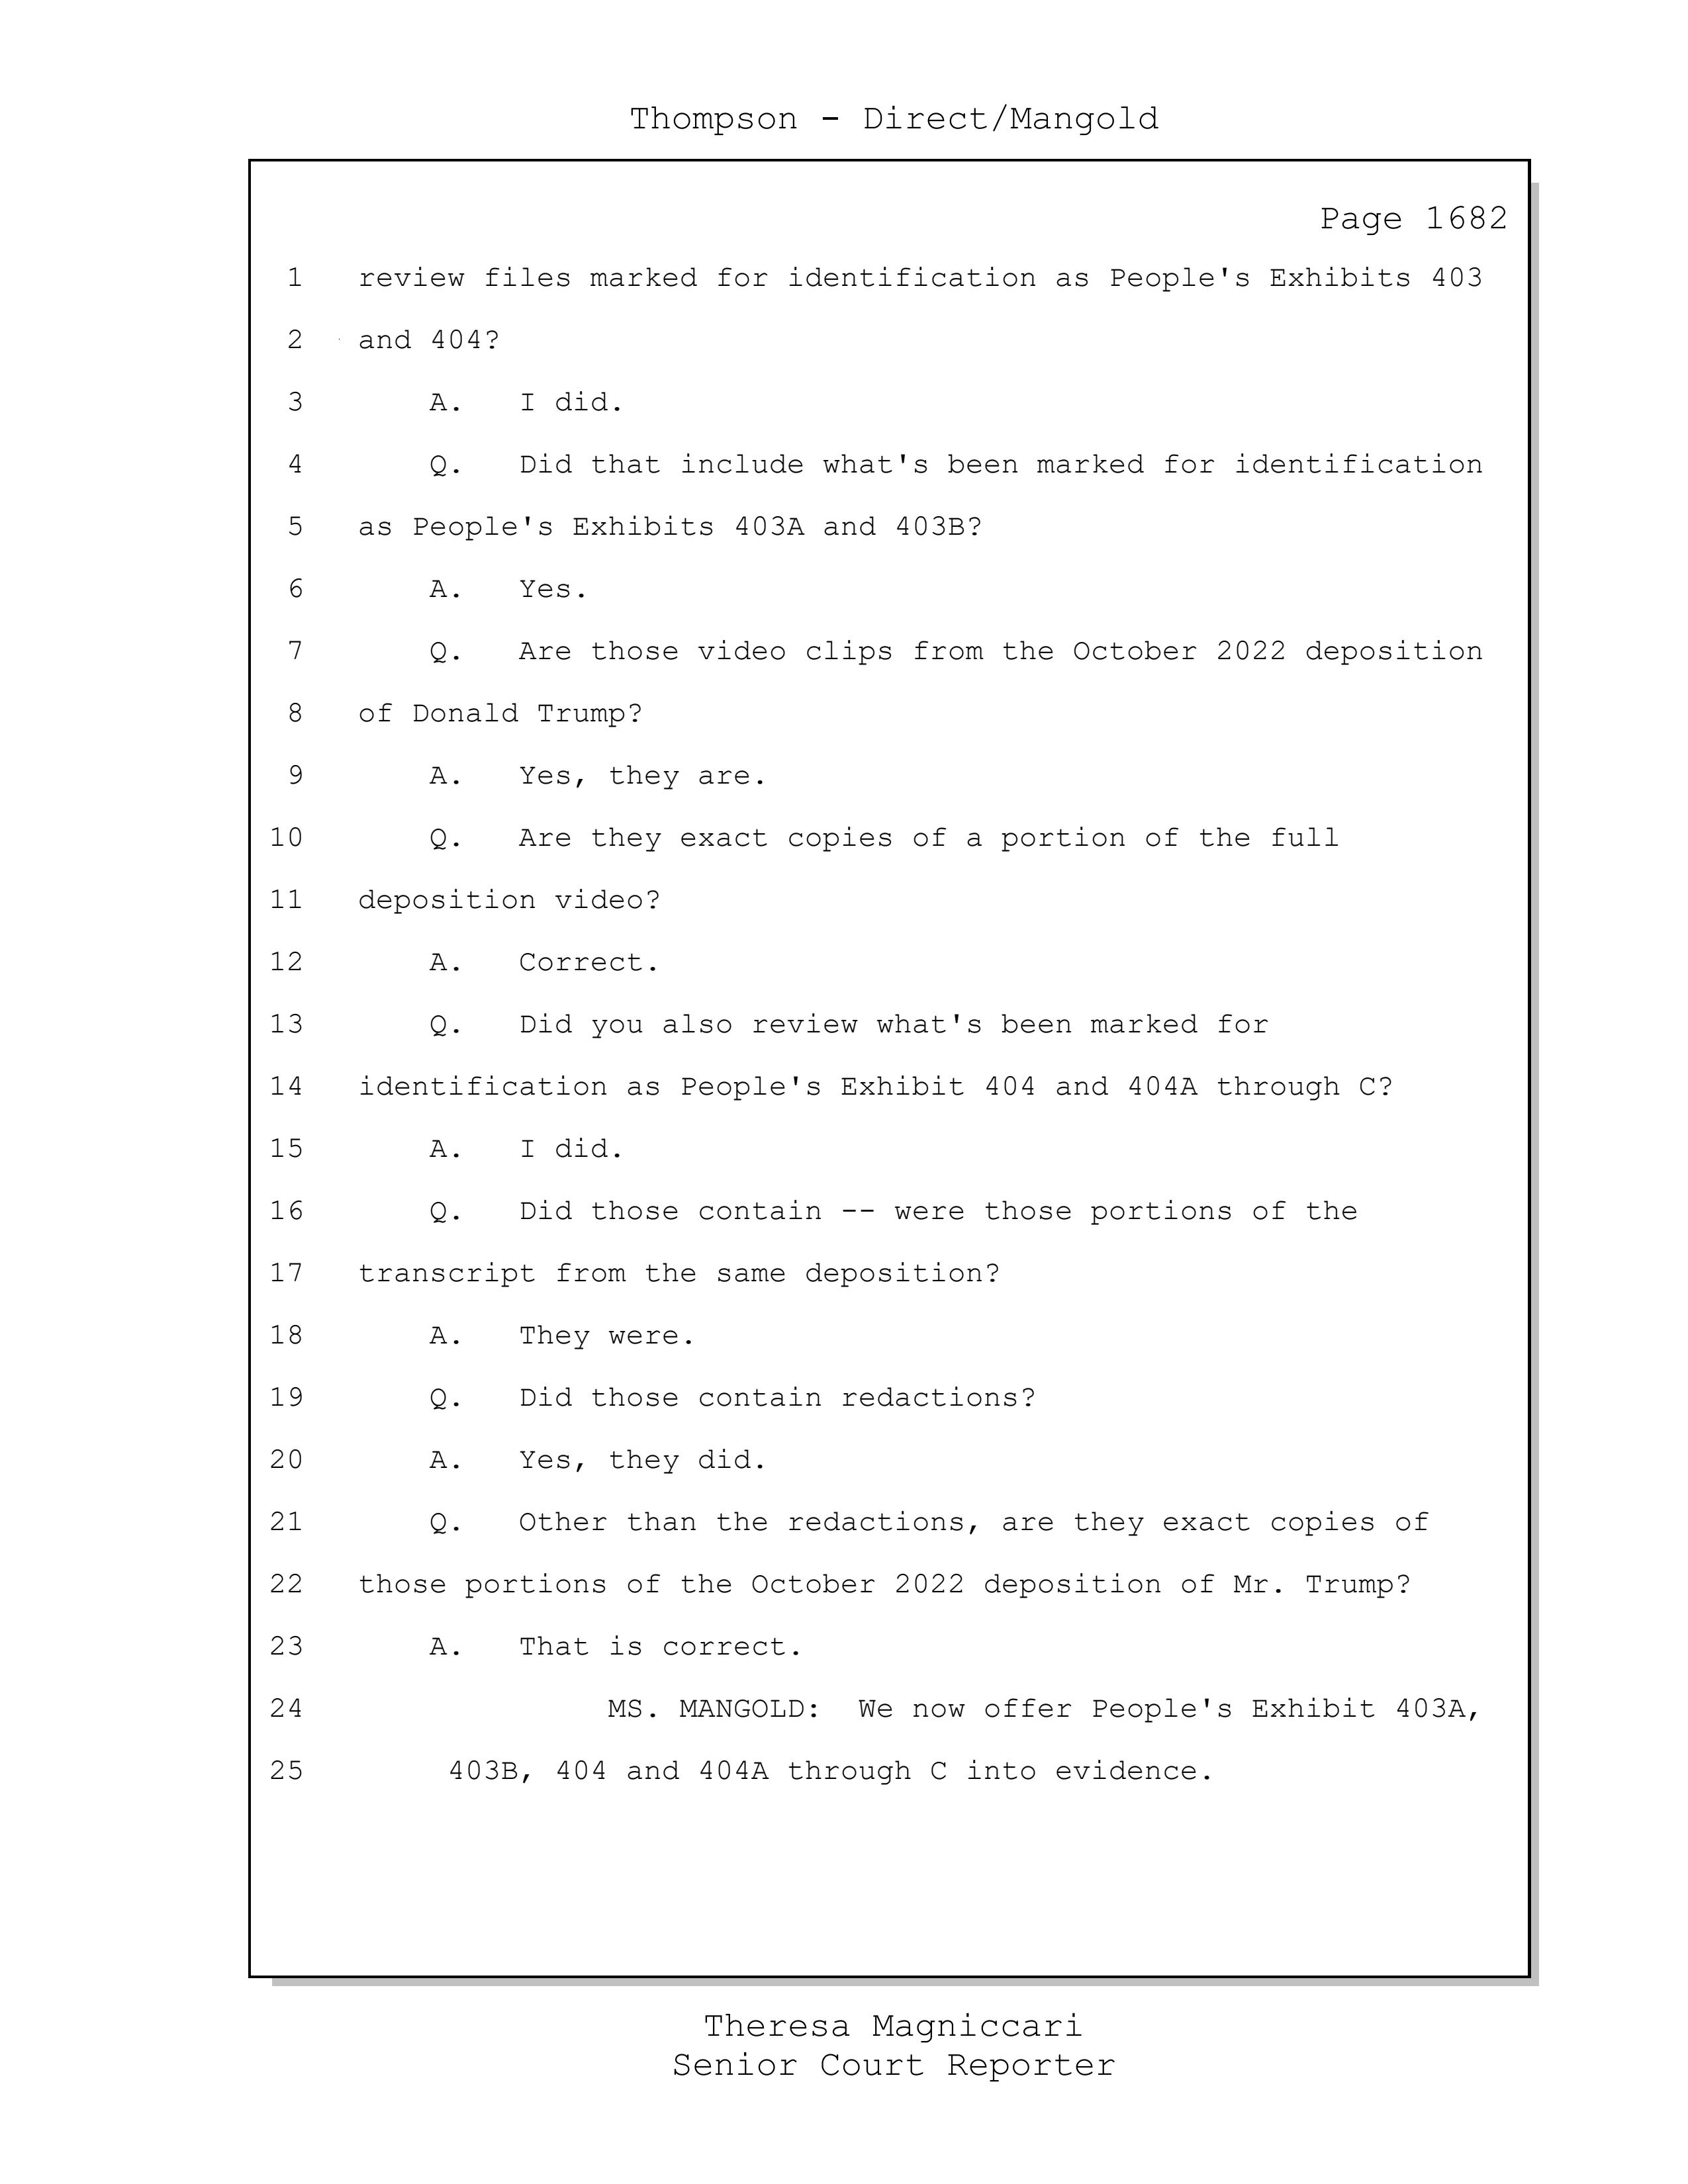 Thompson - Direct/Mangold
Page 1682
1 review files marked for identification as People's Exhibits 403
2 and 404?
3 A. I did.
4 Q. Did that include what's been marked for identification
5 as People's Exhibits 403A and 403B?
6 A. Yes.
7 Q. Are those video clips from the October 2022 deposition
8 of Donald Trump?
9 A. Yes, they are.
10 Q. Are they exact copies of a portion of the full
11 deposition video?
12 A. Correct.
13 Q. Did you also review what's been marked for
14 identification as People's Exhibit 404 and 404A through C?
15 A. I did.
16 Q. Did those contain -- were those portions of the
17 transcript from the same deposition?
18 A. They were.
19 Q. Did those contain redactions?
20 A. Yes, they did.
21 Q. Other than the redactions, are they exact copies of
22 those portions of the October 2022 deposition of Mr. Trump?
23 A. That is correct.
24 MS. MANGOLD: We now offer People's Exhibit 403A,
25 403B, 404 and 404A through C into evidence.
Theresa Magniccari
Senior Court Reporter